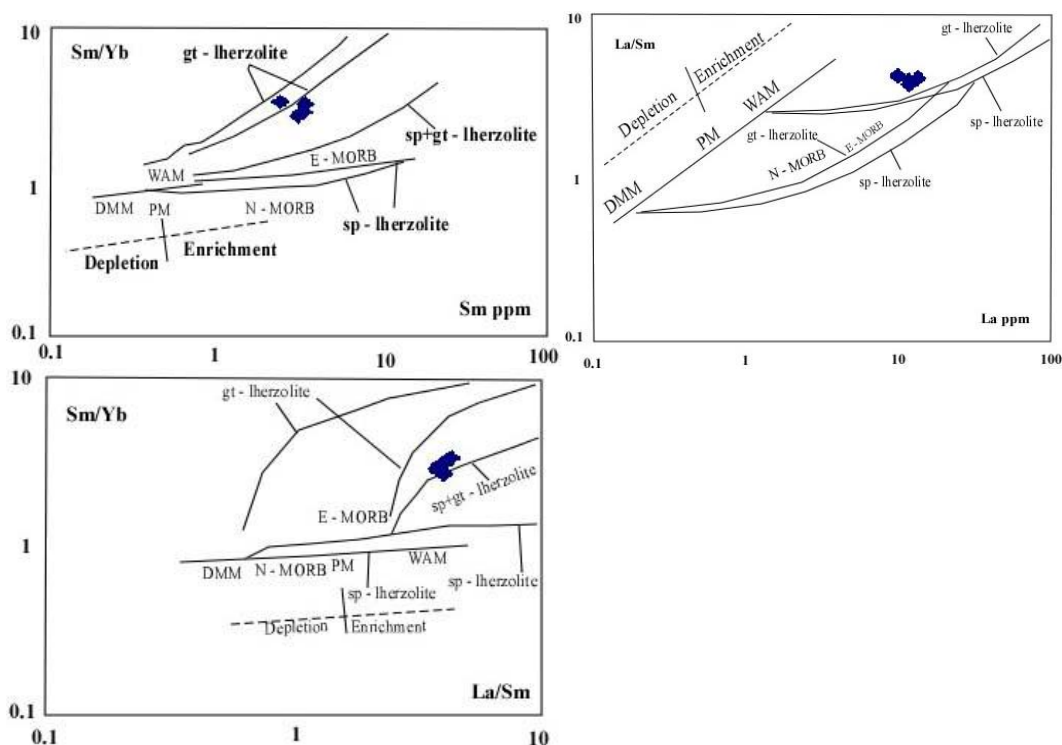 10
Sm/Yb
gt - lherzolite
sp+gt - lherzolite
E - MORB
WAM
1
DMM PM N - MORB
sp - lherzolite
Enrichment
Depletion
Sm ppm
0.1
0.1 1 10 100
10
La/Sm
gt - lherzolite
Enrichment
Depletion
WAM
PM
DMM
sp - lherzolite
gt - lherzolite
N - MORB
E - MORB
sp - lherzolite
1
La ppm
0.1
0.1 1 10 100
10
gt - lherzolite
Sm/Yb
sp+gt - lherzolite
E - MORB
1
DMM N - MORB PM WAM
sp - lherzolite
sp - lherzolite
Depletion Enrichment
La/Sm
0.1
0.1 1 10